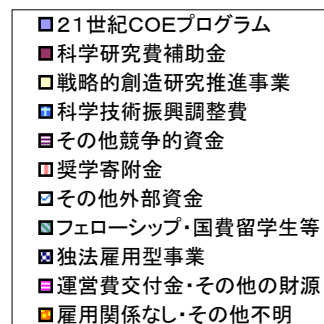 21世紀COEプログラム
科学研究費補助金
戦略的創造研究推進事業
科学技術振興調整費
その他競争的資金
奨学寄附金
その他外部資金
フェローシップ・国費留学生等
独法雇用型事業
運営費交付金・その他の財源
雇用関係なし・その他不明